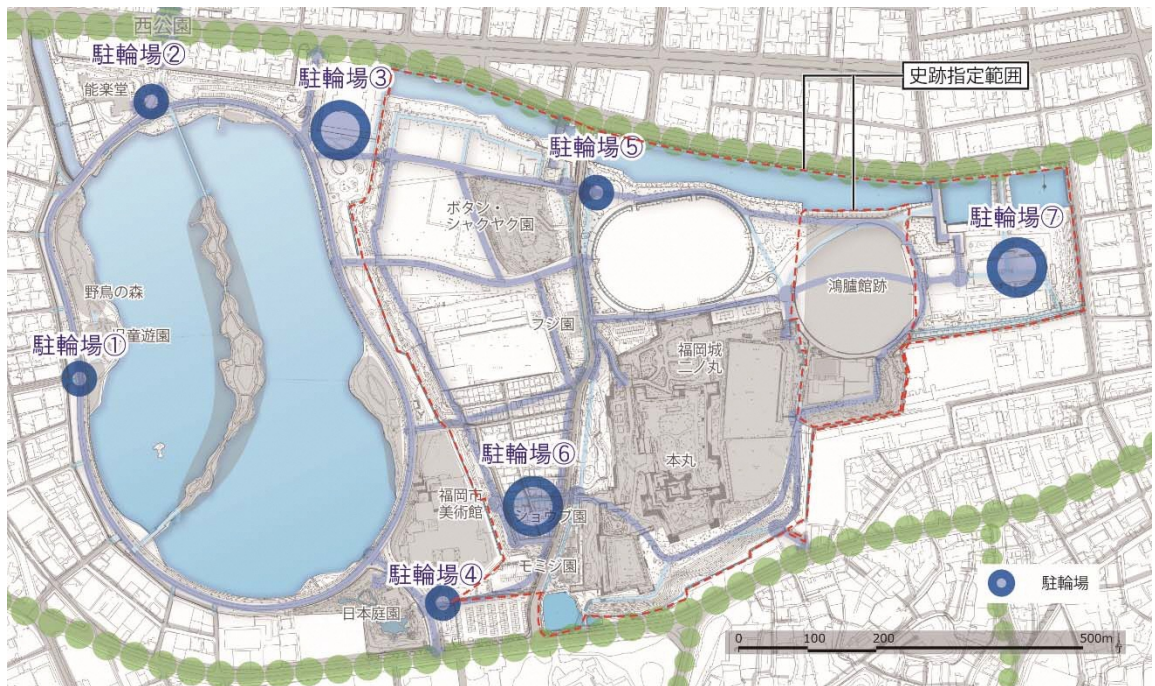 西公園
駐輪場②
能楽堂
駐輪場③
史跡指定範囲
駐輪場⑤
ボタン・
シャクヤク園
駐輪場⑦
野鳥の森
児童遊園
駐輪場①
鴻臚館跡
フジ園
福岡城
二ノ丸
本丸
駐輪場⑥
福岡市
美術館
ショウブ園
モミジ園
駐輪場④
日本庭園
駐輪場
0 100 200 500m